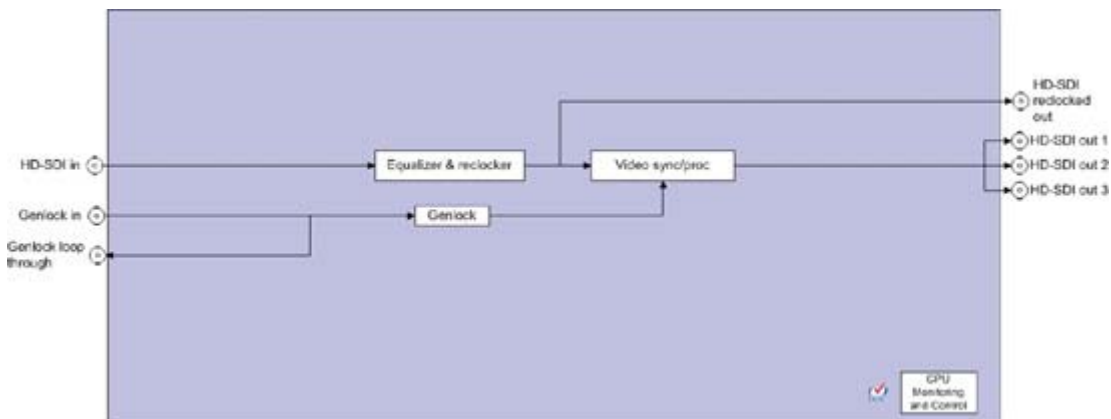 HD-SDI
reclocked
out
HD-SDI in
Equalizer & reclocker
Video sync/proc
HD-SDI out 1
HD-SDI out 2
HD-SDI out 3
Genlock in
Genlock
Genlock loop
through
CPU
Monitoring
and Control